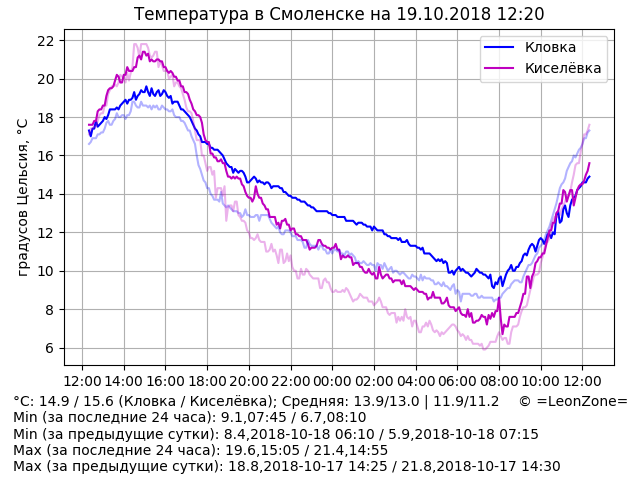 Температура в Смоленске на 19.10.2018 12:20
градусов Цельсия, °C
22
20
18
16
14
12
10
8
6
Кловка
Киселёвка
12:00 14:00 16:00 18:00 20:00 22:00 00:00 02:00 04:00 06:00 08:00 10:00 12:00
°C: 14.9 / 15.6 (Кловка / Киселёвка); Средняя: 13.9/13.0 | 11.9/11.2 © =LeonZone=
Min (за последние 24 часа): 9.1,07:45 / 6.7,08:10
Min (за предыдущие сутки): 8.4,2018-10-18 06:10 / 5.9,2018-10-18 07:15
Max (за последние 24 часа): 19.6,15:05 / 21.4,14:55
Max (за предыдущие сутки): 18.8,2018-10-17 14:25 / 21.8,2018-10-17 14:30